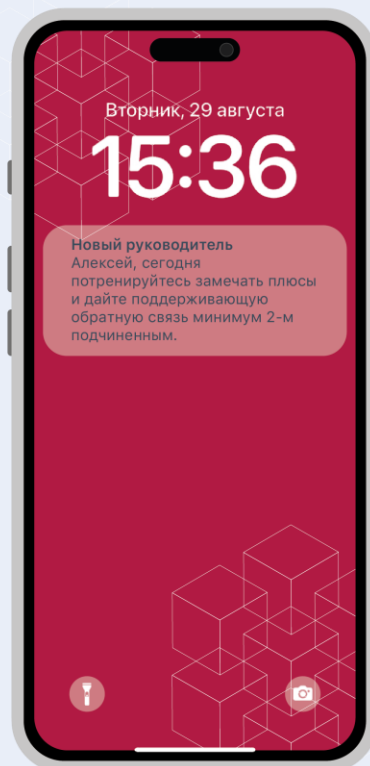 Вторник, 29 августа
15:36
Новый руководитель
Алексей, сегодня
потренируйтесь замечать плюсы
и дайте поддерживающую
обратную связь минимум 2-м
подчиненным.